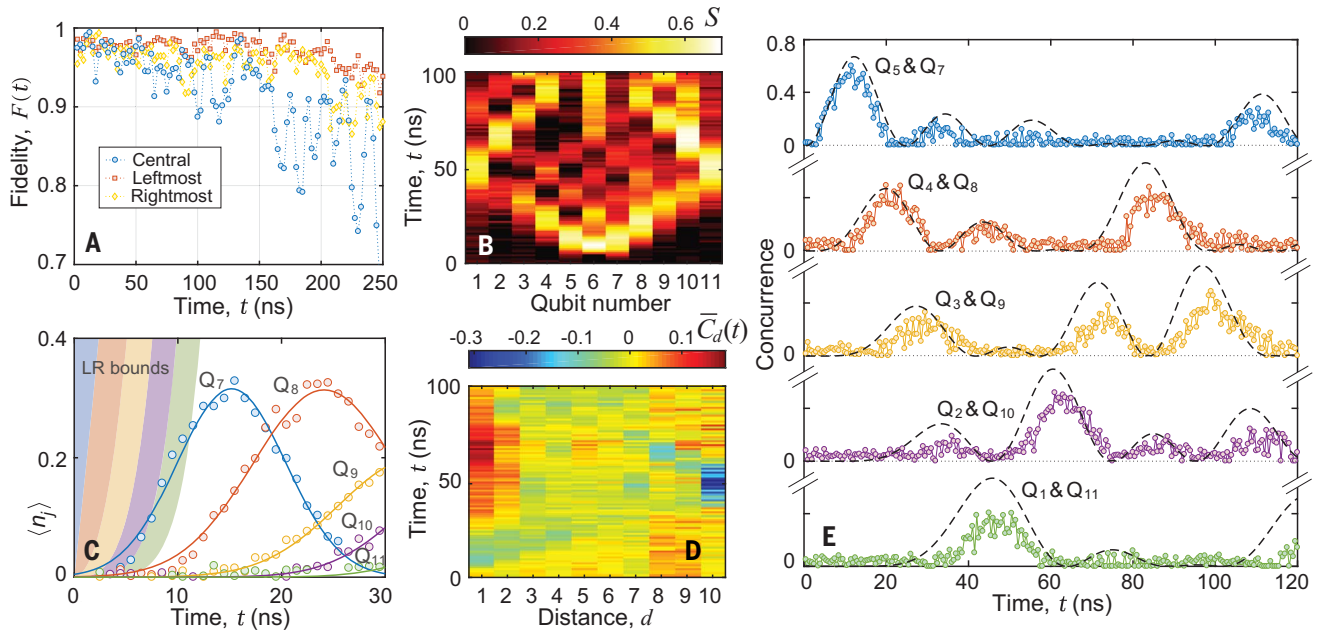 1
0.9
0.8
0.7
Fidelity, F(t)
Central
Leftmost
Rightmost
A
0 50 100 150 200 250
Time, t (ns)
0 0.2 0.4 0.6 S
100
50
0
Time, t (ns)
B
1 2 3 4 5 6 7 8 9 10 11
Qubit number
0.4
0.2
0
⟨nj⟩
LR bounds
Q7
Q8
Q9
Q10
Q11
C
0 10 20 30
Time, t (ns)
-0.3 -0.2 -0.1 0 0.1 C̅d(t)
100
50
0
Time, t (ns)
D
1 2 3 4 5 6 7 8 9 10
Distance, d
Concurrence
0.8
0.4
0
Q5 & Q7
0
Q4 & Q8
0
Q3 & Q9
0
Q2 & Q10
0
Q1 & Q11
E
0 20 40 60 80 100 120
Time, t (ns)